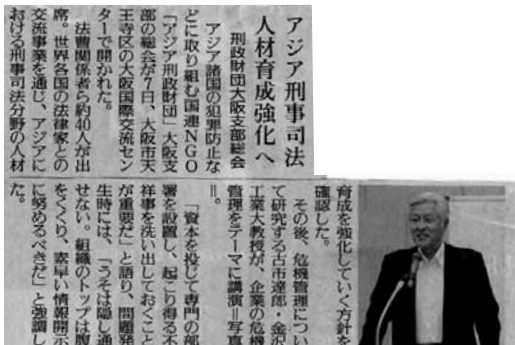 アジア刑事司法
人材育成強化へ
刑政財団大阪支部総会
アジア諸国の犯罪防止な
どに取り組む国連NGO
「アジア刑政財団」大阪支
部の総会が7日、大阪市天
王寺区の大阪国際交流セン
ターで開かれた。
法曹関係者ら約40人が出
席。世界各国の法律家との
交流事業を通じ、アジアに
おける刑事司法分野の人材
育成を強化していく方針を
確認した。
その後、危機管理につい
て研究する古市達郎・金沢
工業大教授が、企業の危機
管理をテーマに講演＝写真
＝。
「資本を投じて専門の部
署を設置し、起こり得る不
祥事を洗い出しておくこと
が重要だ」と語り、問題発
生時には、「うそは隠し通
せない。組織のトップは腹
をくくり、素早い情報開示
に努めるべきだ」と強調し
た。